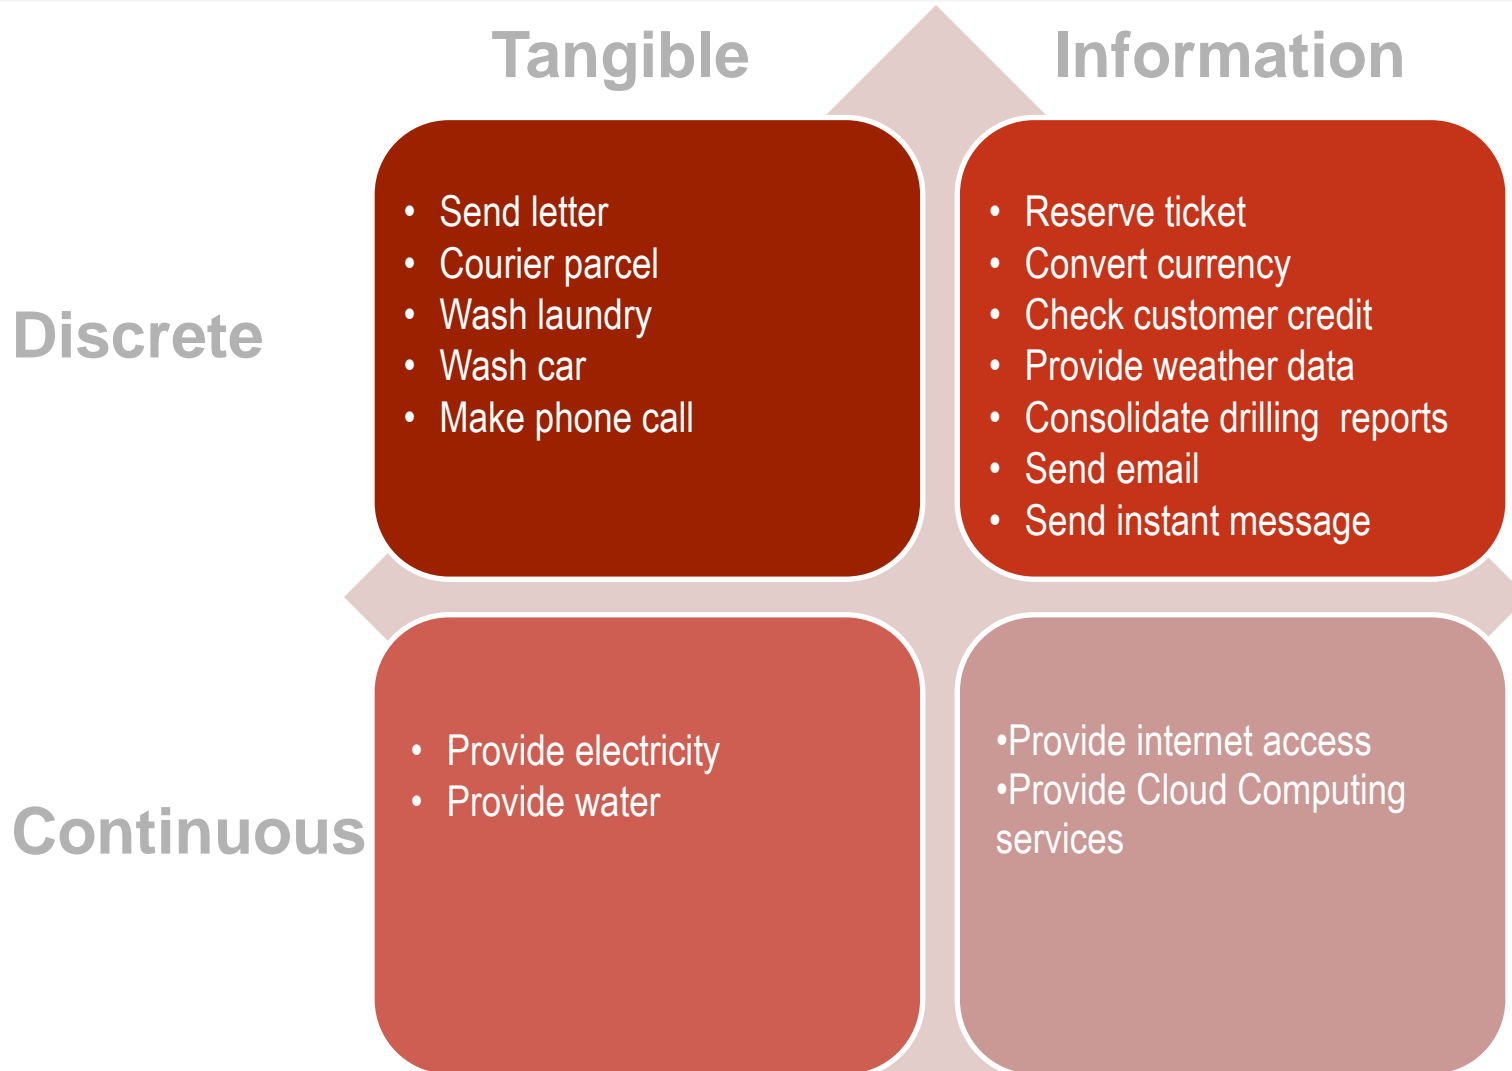 Tangible
Information
Discrete
• Send letter
• Courier parcel
• Wash laundry
• Wash car
• Make phone call
• Reserve ticket
• Convert currency
• Check customer credit
• Provide weather data
• Consolidate drilling  reports
• Send email
• Send instant message
Continuous
• Provide electricity
• Provide water
•Provide internet access
•Provide Cloud Computing
services